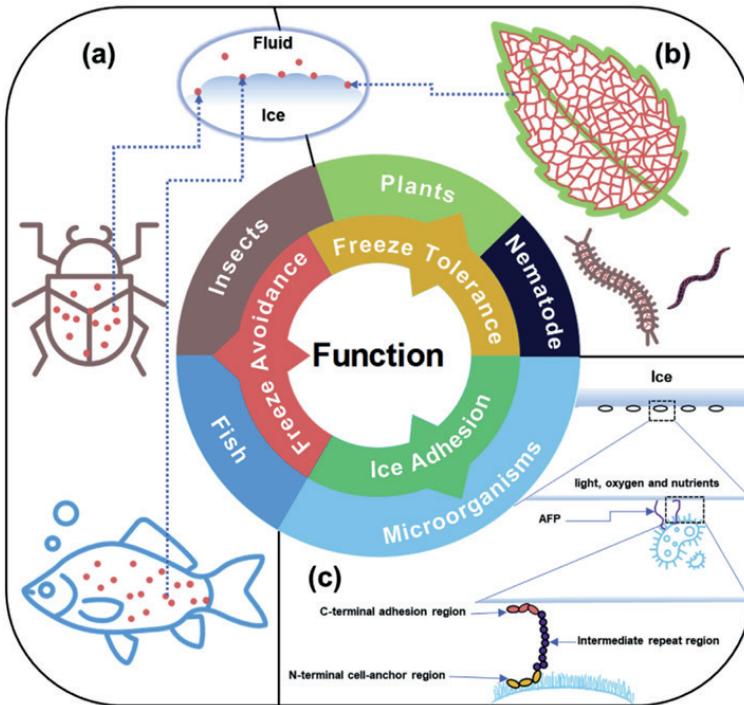 (a)
Fluid
Ice
(b)
Plants
Insects
Freeze Tolerance
Nematode
Freeze Avoidance
Function
Fish
Ice Adhesion
Microorganisms
Ice
light, oxygen and nutrients
AFP
(c)
C-terminal adhesion region
Intermediate repeat region
N-terminal cell-anchor region